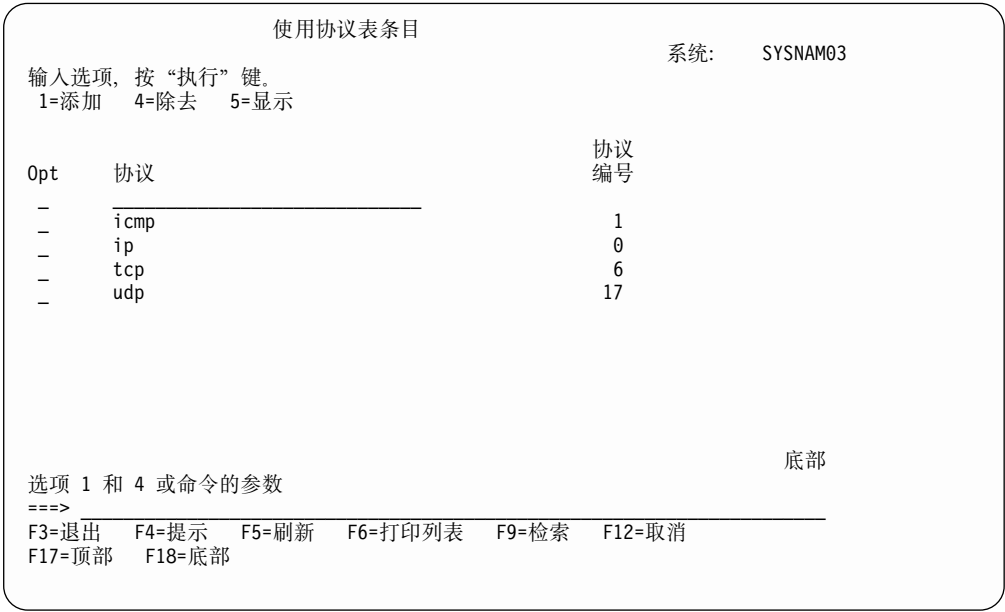 使用协议表条目
系统: SYSNAM03
输入选项, 按“执行”键。
1=添加 4=除去 5=显示
协议
Opt 协议 编号
_ _____________________________
_ icmp 1
_ ip 0
_ tcp 6
_ udp 17
底部
选项 1 和 4 或命令的参数
===> ______________________________________________________________________
F3=退出 F4=提示 F5=刷新 F6=打印列表 F9=检索 F12=取消
F17=顶部 F18=底部